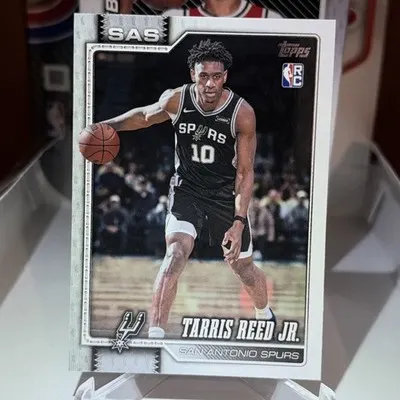 SAS
Topps
RC
SPURS
10
TARRIS REED JR.
SAN ANTONIO SPURS